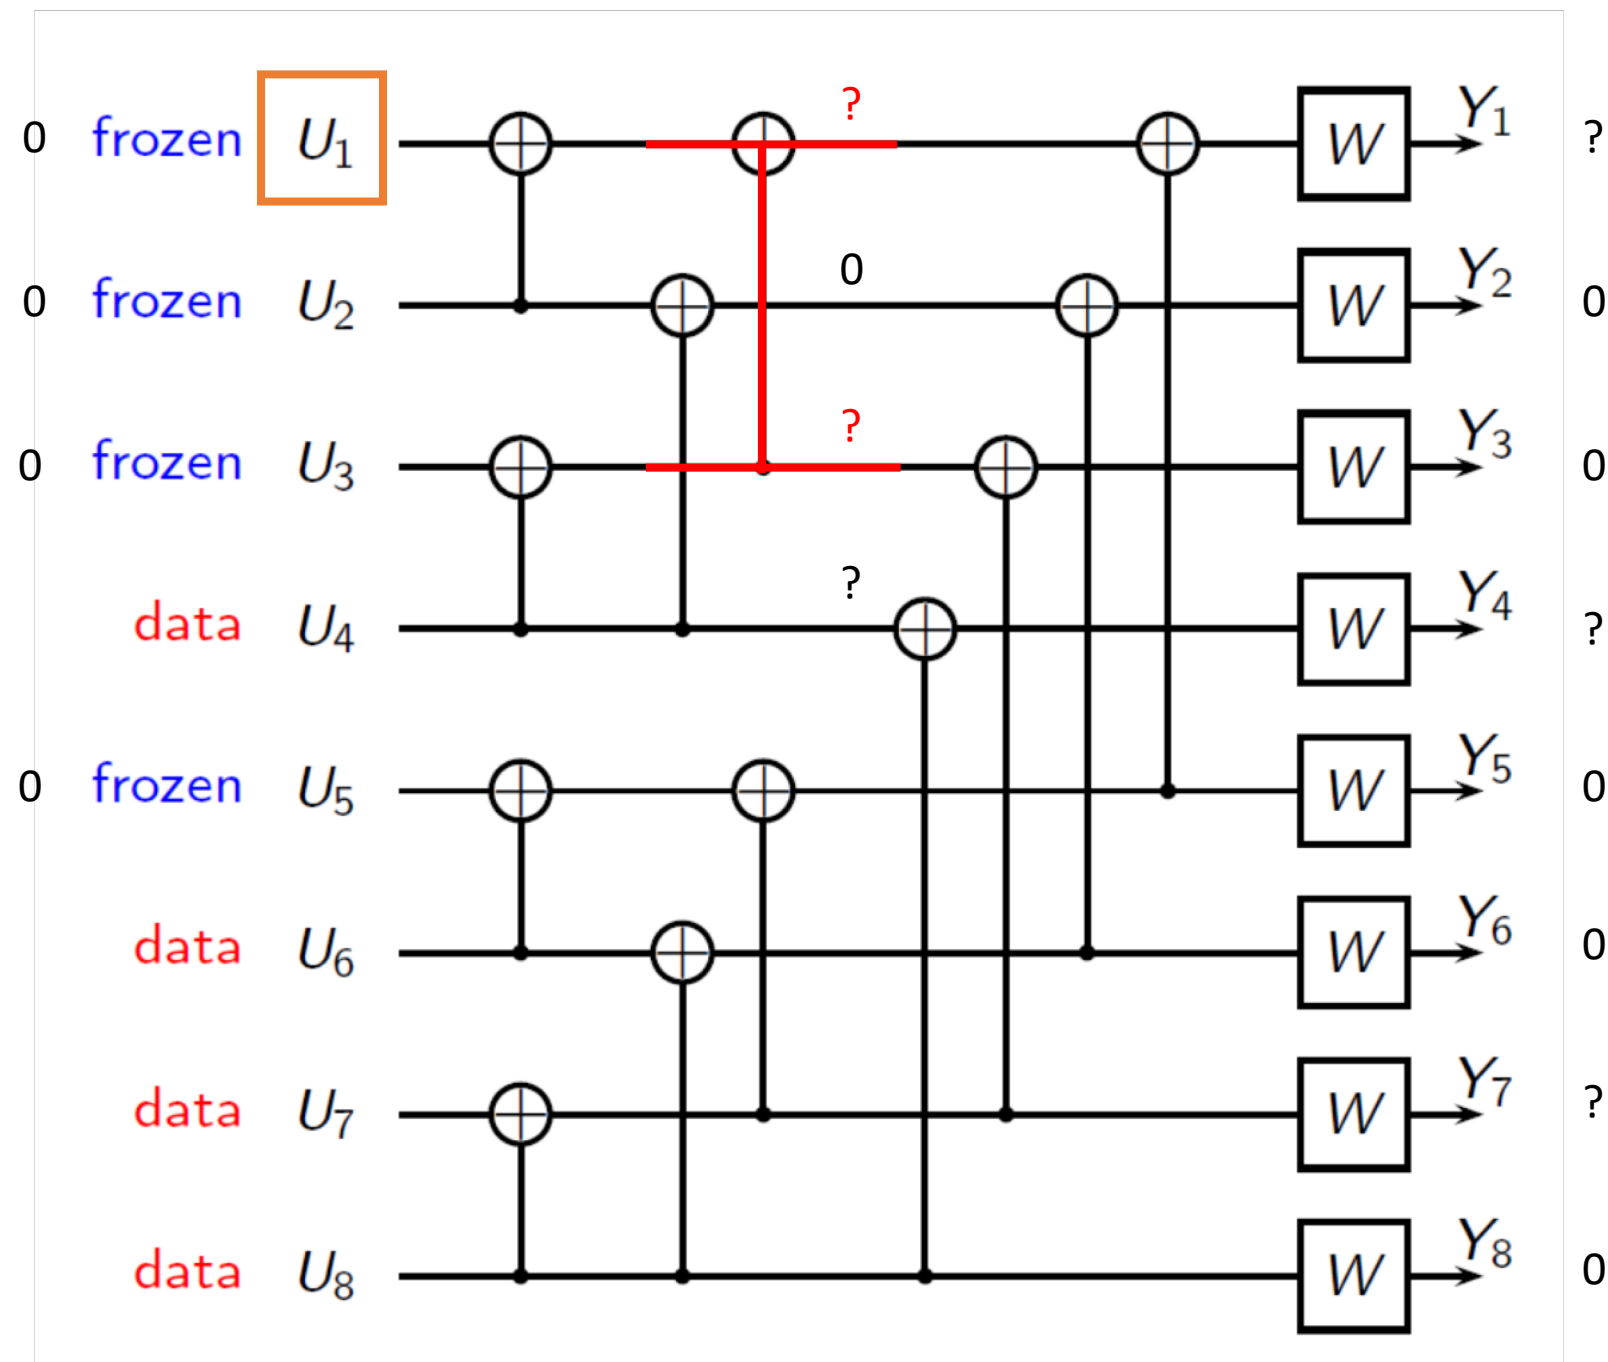 ?
0 frozen U1 W Y1 ?
0
0 frozen U2 W Y2 0
?
0 frozen U3 W Y3 0
?
data U4 W Y4 ?
0 frozen U5 W Y5 0
data U6 W Y6 0
data U7 W Y7 ?
data U8 W Y8 0